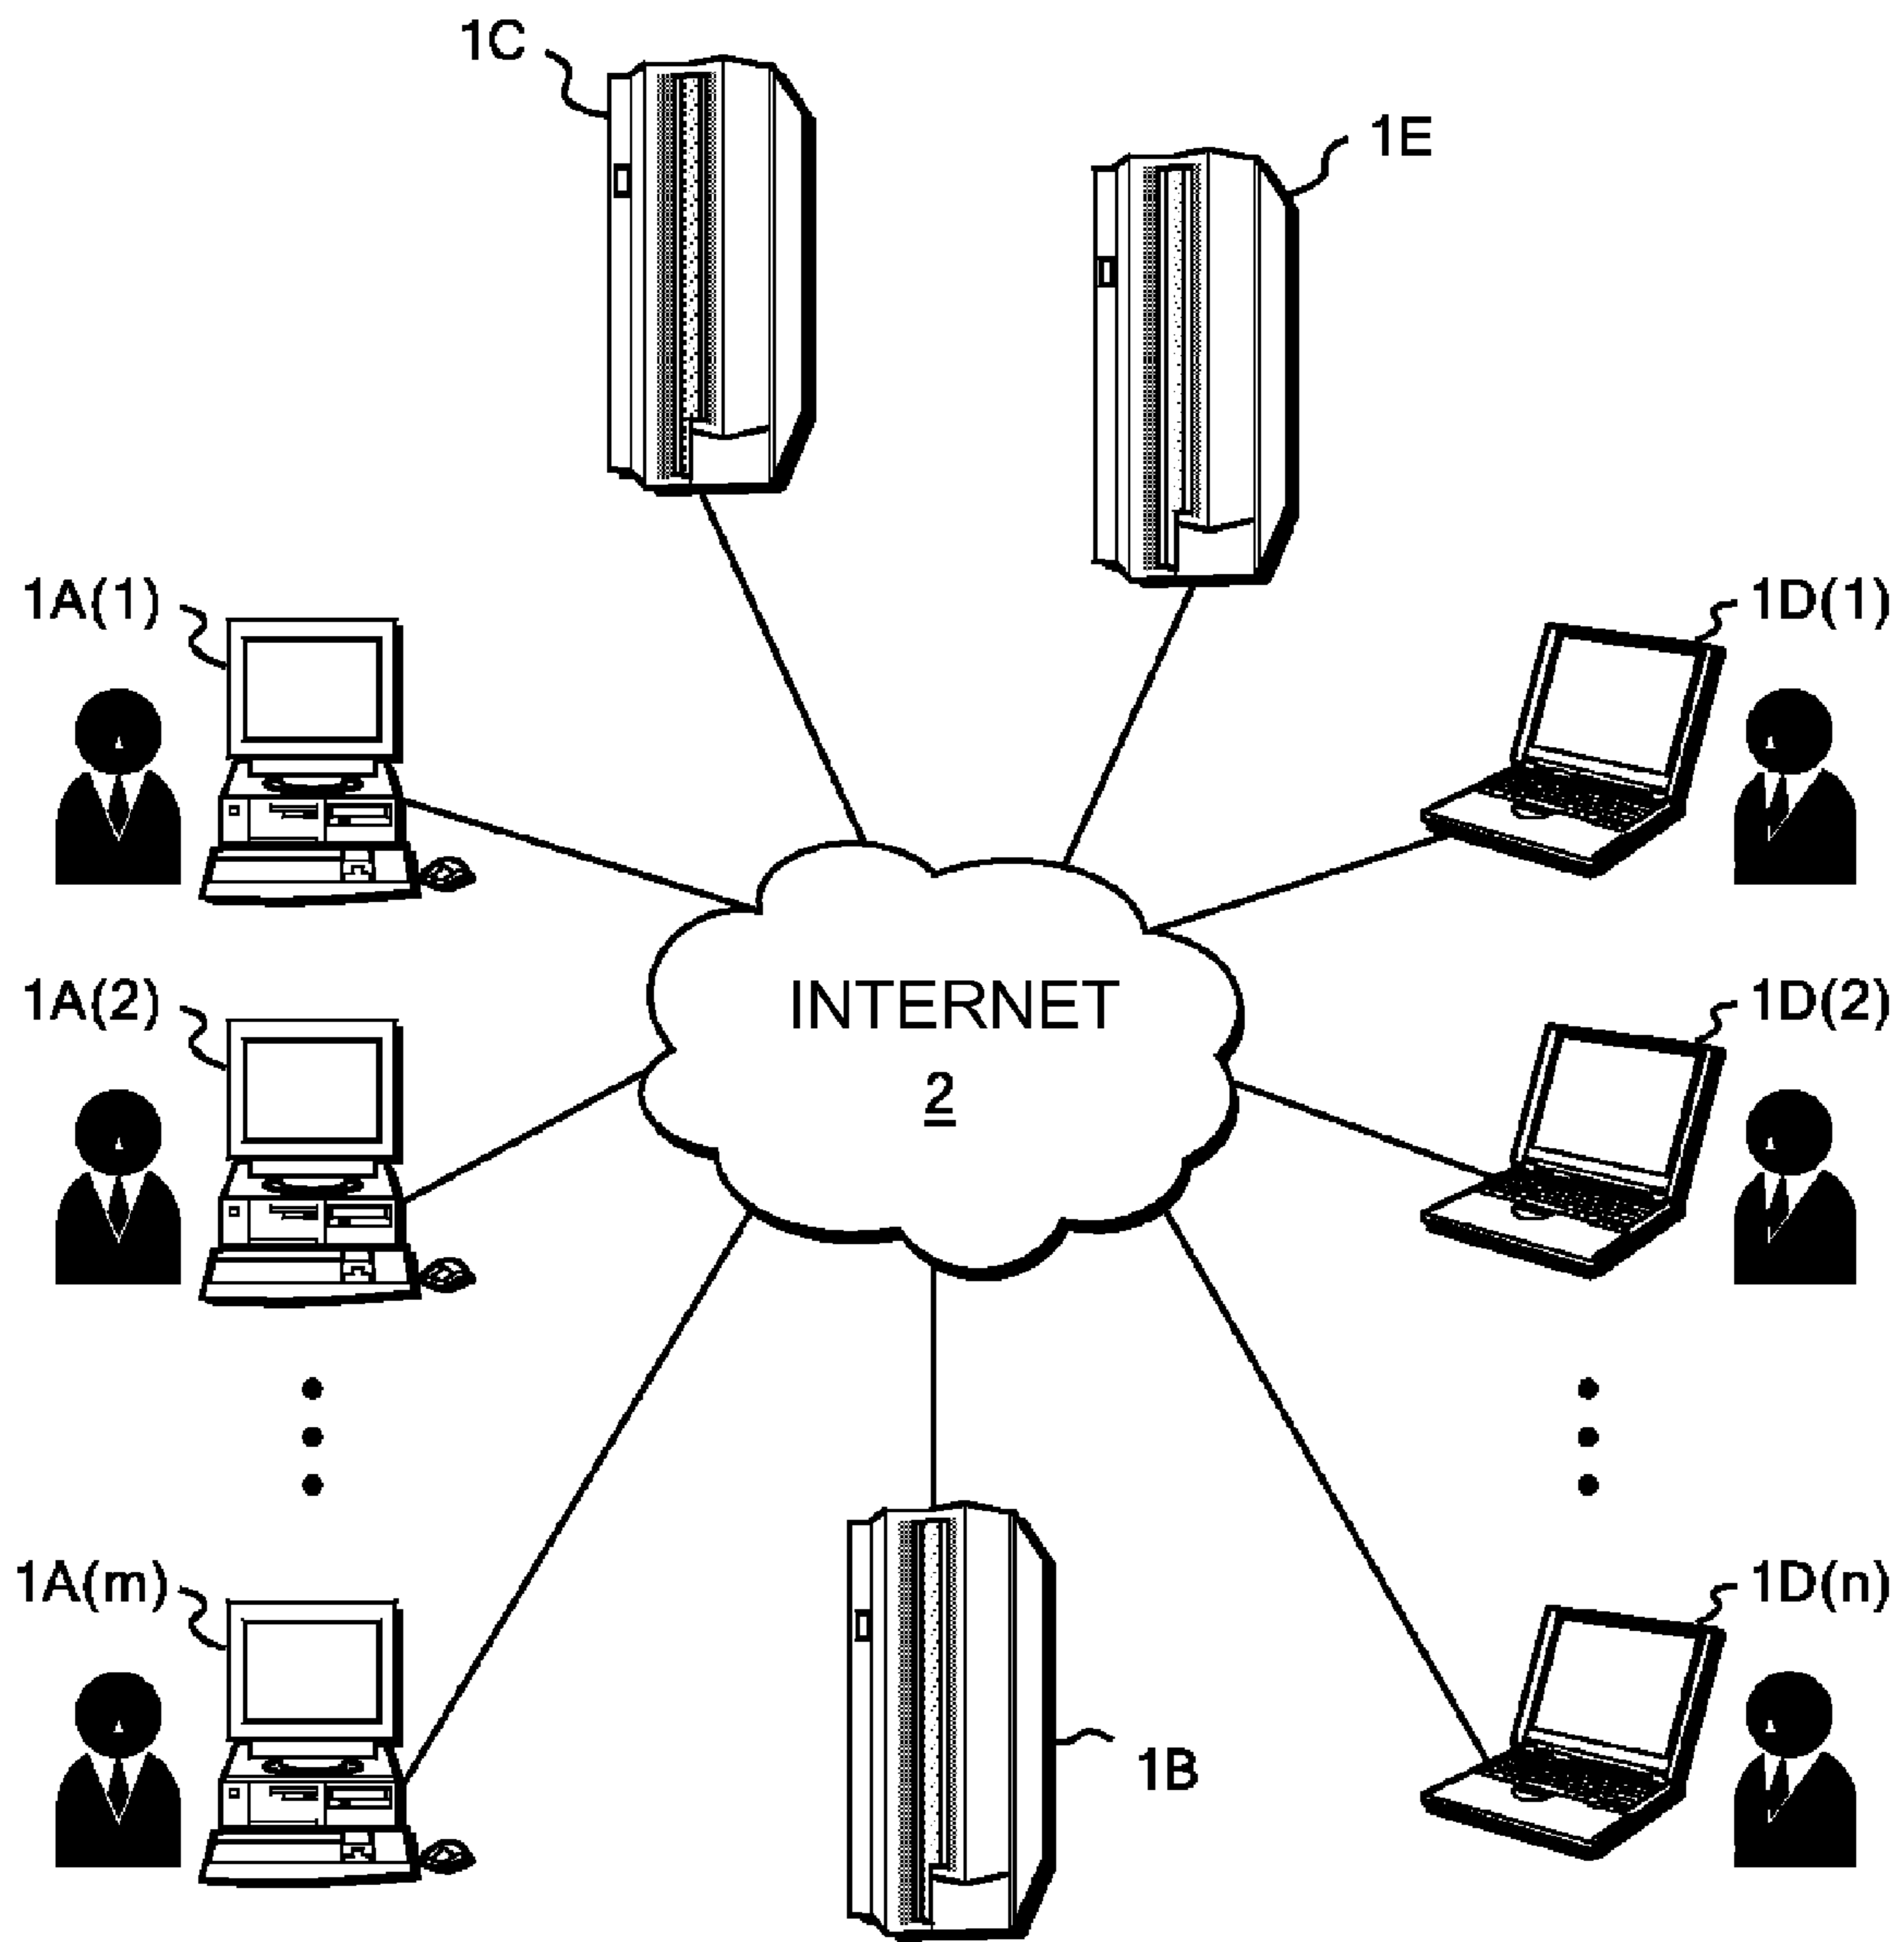 1C
1E
1A(1)
1D(1)
1A(2)
INTERNET
2
1D(2)
1A(m)
1D(n)
1B